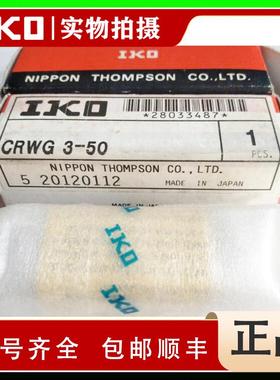 IKO 实物拍摄
NIPPON THOMPSON CO.,LTD.
IKO
*28033487*
CRWG 3-50
1
PCS.
NIPPON THOMPSON CO., LTD.
5 20120112
MADE IN JAPAN
IKO
IKO
号齐全 包邮顺丰
正